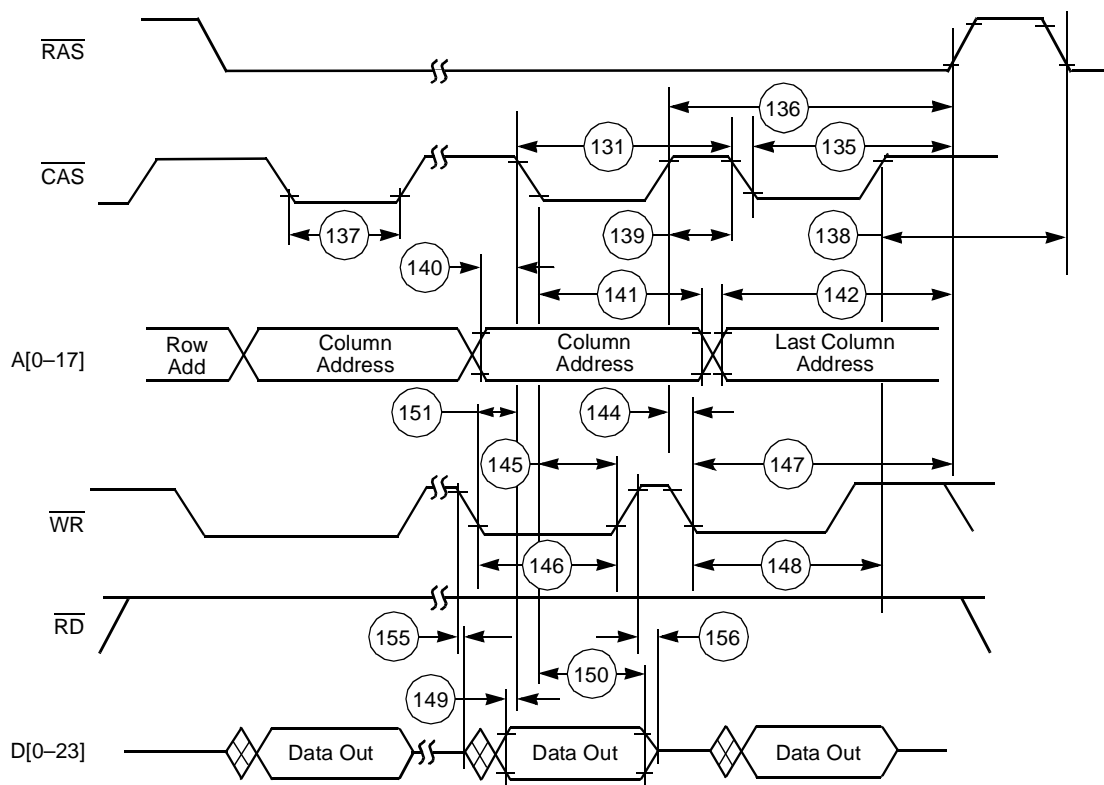 RAS
136
131
135
CAS
137
139
138
140
141
142
A[0–17]
Row
Add
Column
Address
Column
Address
Last Column
Address
151
144
145
147
WR
146
148
RD
155
156
150
149
D[0–23]
Data Out
Data Out
Data Out